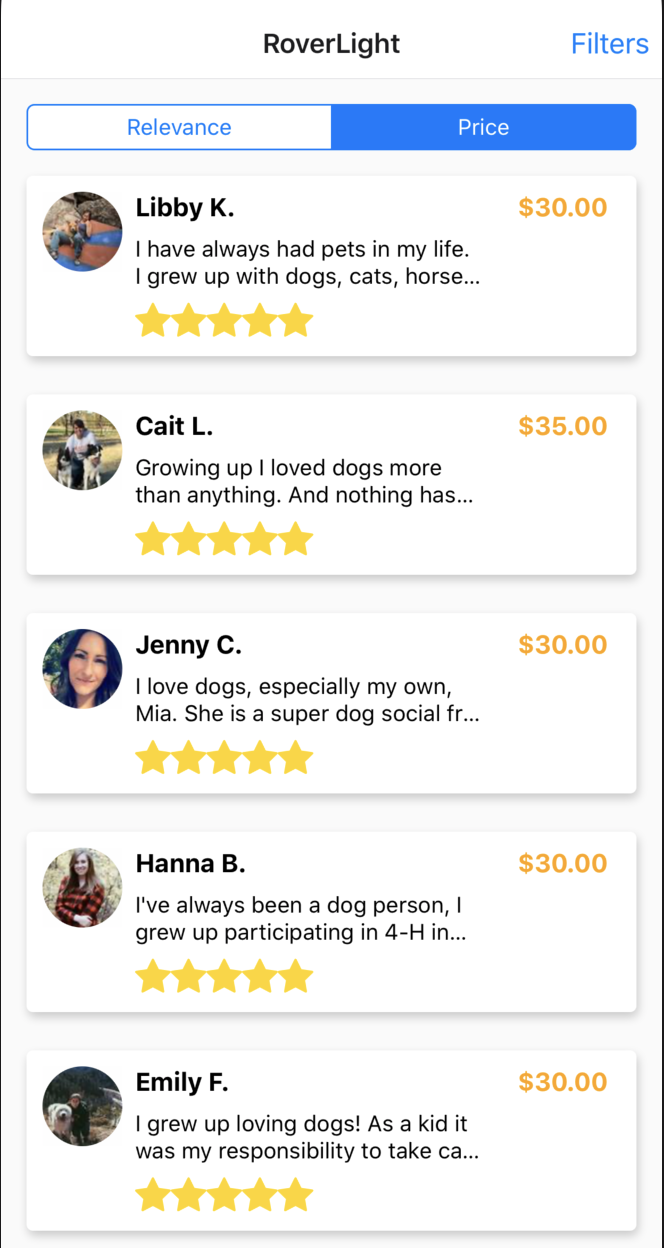 RoverLight
Filters
Relevance
Price
Libby K.
$30.00
I have always had pets in my life.
I grew up with dogs, cats, horse...
Cait L.
$35.00
Growing up I loved dogs more
than anything. And nothing has...
Jenny C.
$30.00
I love dogs, especially my own,
Mia. She is a super dog social fr...
Hanna B.
$30.00
I've always been a dog person, I
grew up participating in 4-H in...
Emily F.
$30.00
I grew up loving dogs! As a kid it
was my responsibility to take ca...